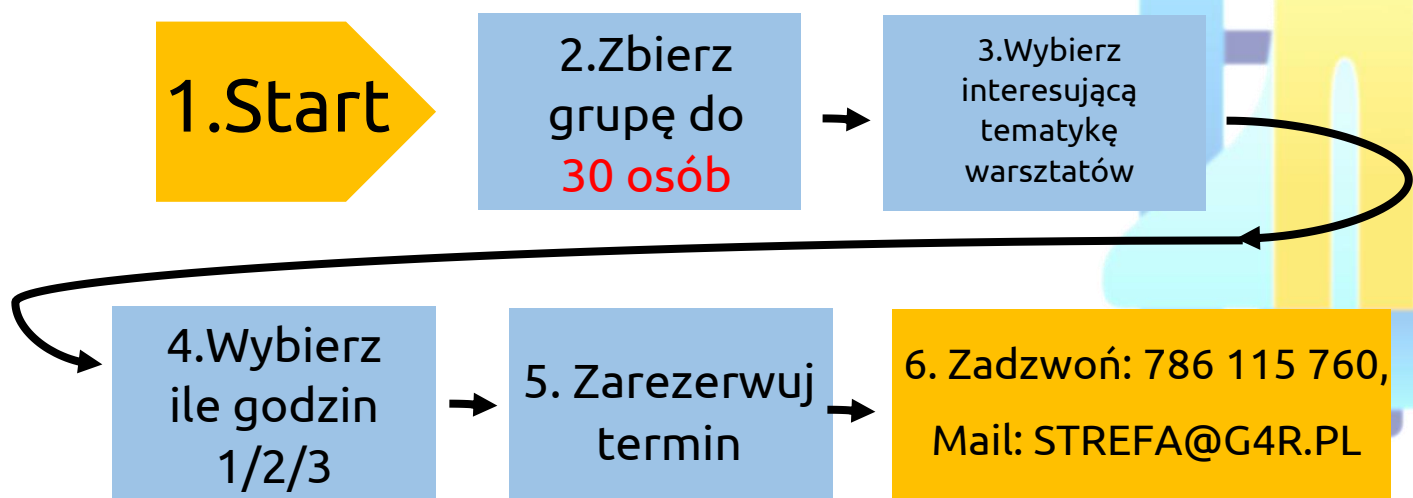 1.Start
2.Zbierz
grupę do
30 osób
3.Wybierz
interesującą
tematykę
warsztatów
4.Wybierz
ile godzin
1/2/3
5. Zarezerwuj
termin
6. Zadzwoń: 786 115 760,
Mail: STREFA@G4R.PL